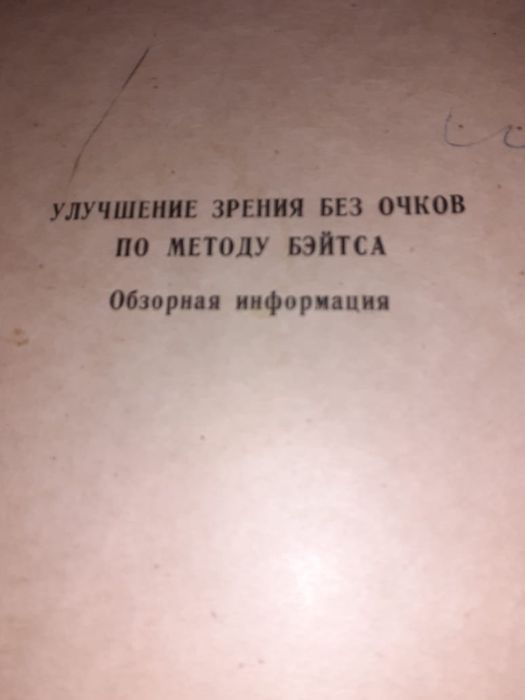 УЛУЧШЕНИЕ ЗРЕНИЯ БЕЗ ОЧКОВ
ПО МЕТОДУ БЭЙТСА
Обзорная информация